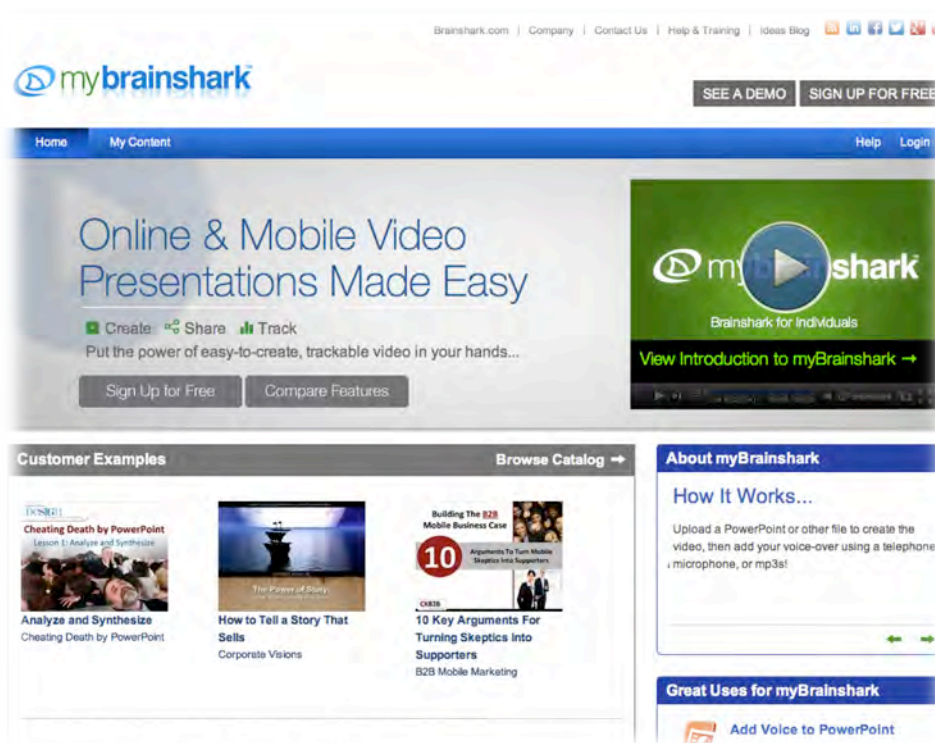 Brainshark.com | Company | Contact Us | Help & Training | Ideas Blog
mybrainshark
SEE A DEMO SIGN UP FOR FREE
Home My Content Help Login
Online & Mobile Video
Presentations Made Easy
Create Share Track
Put the power of easy-to-create, trackable video in your hands...
Sign Up for Free Compare Features
mybrainshark
Brainshark for Individuals
View Introduction to myBrainshark →
Customer Examples Browse Catalog →
DESIGN
Cheating Death by PowerPoint
Lesson 1: Analyze and Synthesize
Analyze and Synthesize
Cheating Death by PowerPoint
The Power of Story
How to Tell a Story That
Sells
Corporate Visions
Building The B2B
Mobile Business Case
10
Arguments To Turn Mobile
Skeptics Into Supporters
CKB2B
10 Key Arguments For
Turning Skeptics Into
Supporters
B2B Mobile Marketing
About myBrainshark
How It Works...
Upload a PowerPoint or other file to create the
video, then add your voice-over using a telephone
, microphone, or mp3s!
Great Uses for myBrainshark
Add Voice to PowerPoint